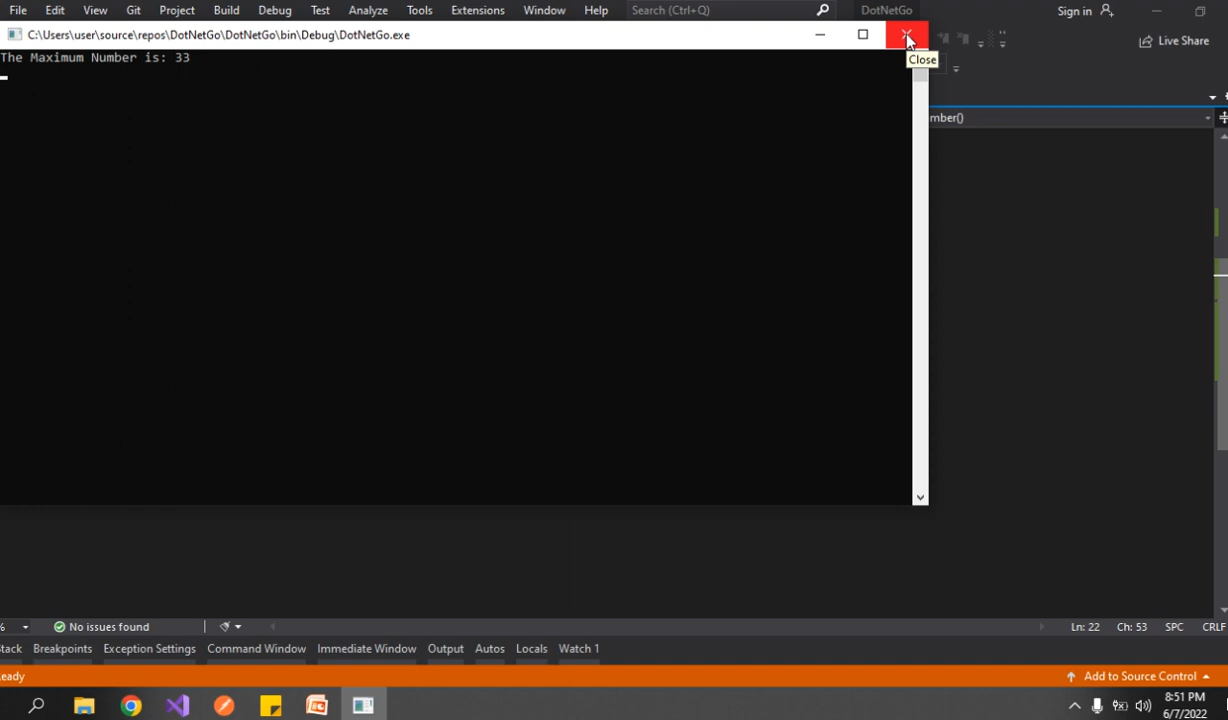 File Edit View Git Project Build Debug Test Analyze Tools Extensions Window Help Search (Ctrl+Q) DotNetGo Sign in
C:\Users\user\source\repos\DotNetGo\DotNetGo\bin\Debug\DotNetGo.exe
Live Share
The Maximum Number is: 33
Close
mber()
% No issues found Ln: 22 Ch: 53 SPC CRLF
Stack Breakpoints Exception Settings Command Window Immediate Window Output Autos Locals Watch 1
eady Add to Source Control
8:51 PM
6/7/2022